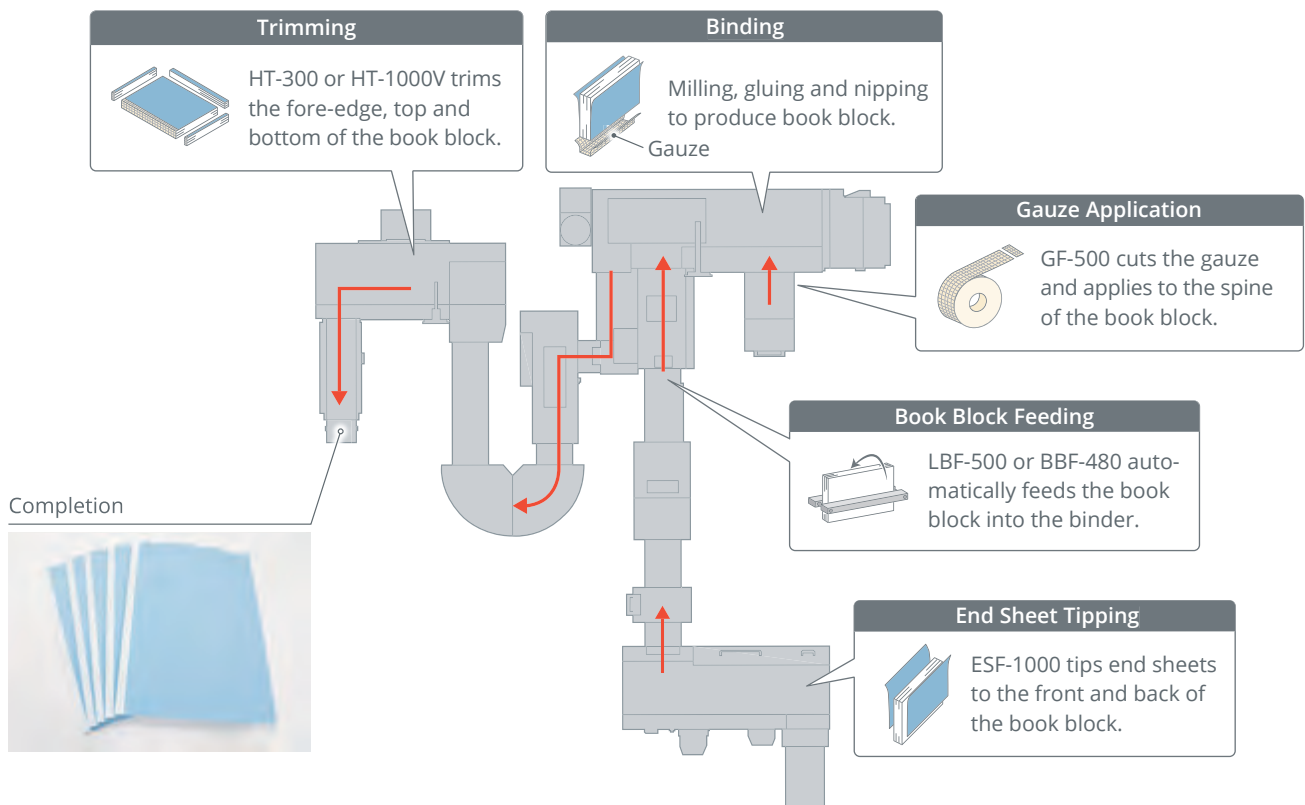 Trimming
HT-300 or HT-1000V trims
the fore-edge, top and
bottom of the book block.
Binding
Milling, gluing and nipping
to produce book block.
Gauze
Gauze Application
GF-500 cuts the gauze
and applies to the spine
of the book block.
Book Block Feeding
LBF-500 or BBF-480 auto-
matically feeds the book
block into the binder.
Completion
End Sheet Tipping
ESF-1000 tips end sheets
to the front and back of
the book block.